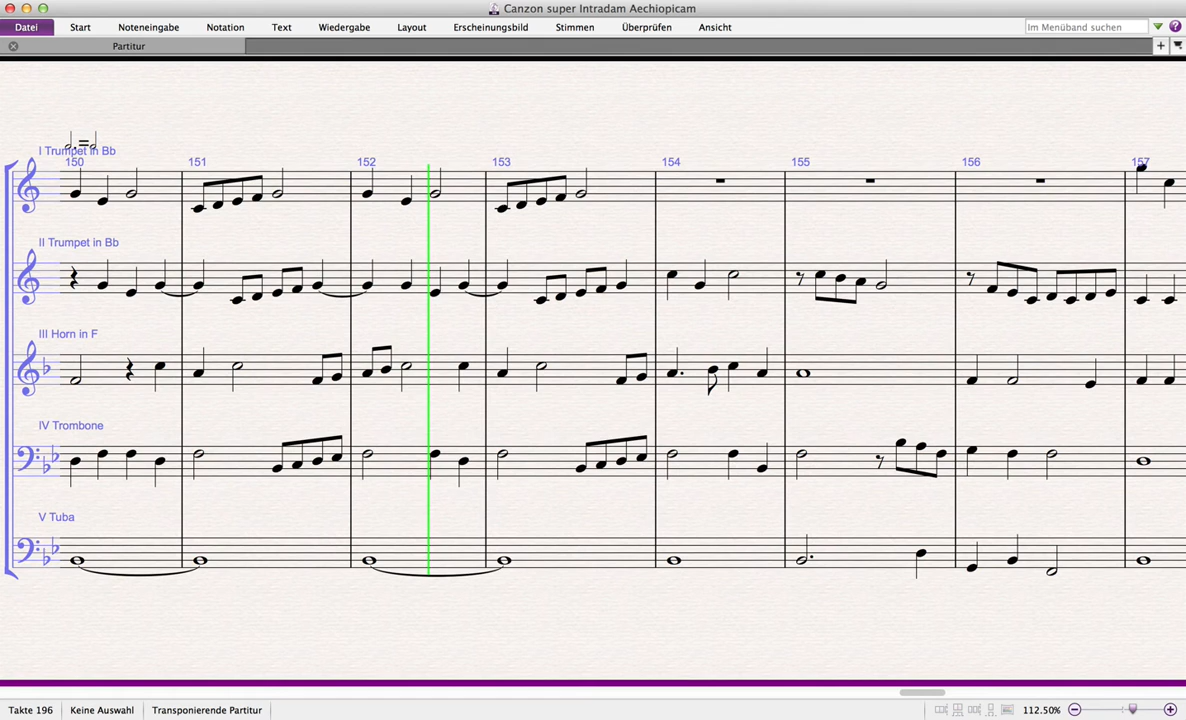 Canzon super Intradam Aechiopicam
Datei Start Noteneingabe Notation Text Wiedergabe Layout Erscheinungsbild Stimmen Überprüfen Ansicht Im Menüband suchen ?
Partitur +
I Trumpet in Bb
150 151 152 153 154 155 156 157
II Trumpet in Bb
III Horn in F
IV Trombone
V Tuba
Takte 196 Keine Auswahl Transponierende Partitur 112.50%